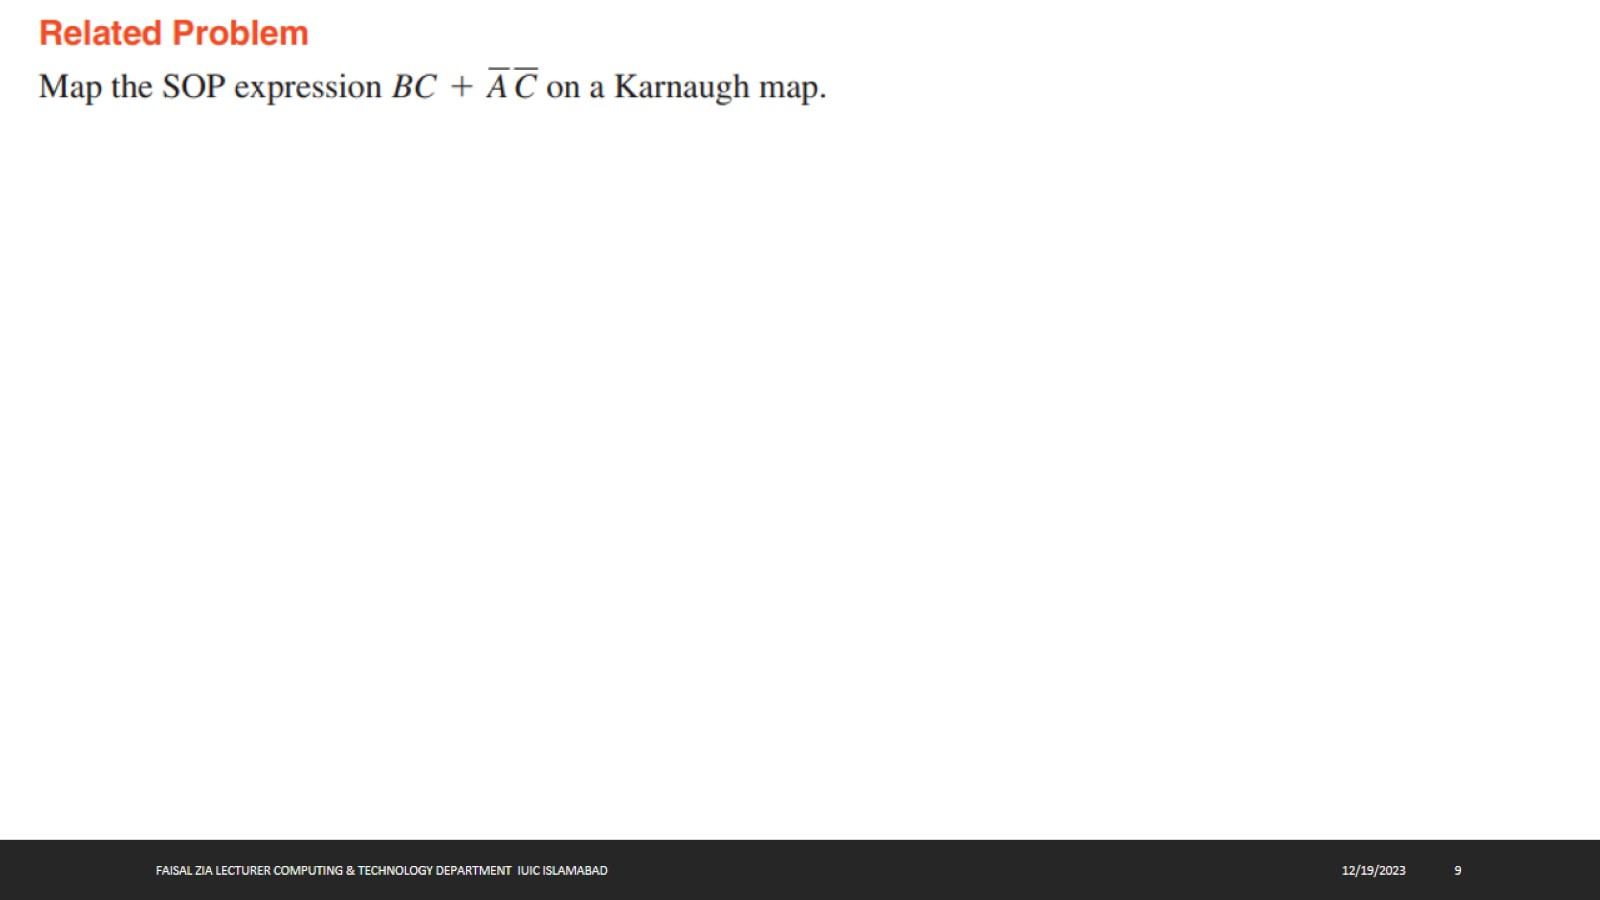 Related Problem
Map the SOP expression BC + A̅ C̅ on a Karnaugh map.
FAISAL ZIA LECTURER COMPUTING & TECHNOLOGY DEPARTMENT IUIC ISLAMABAD 12/19/2023 9